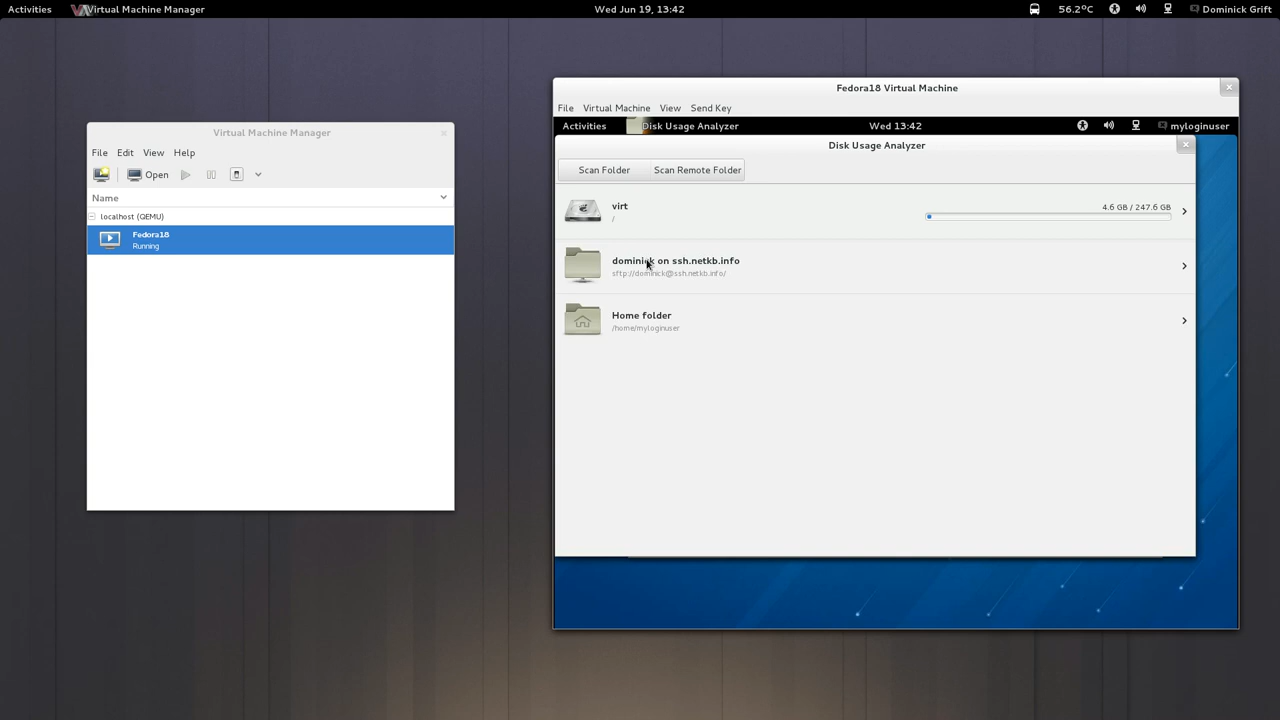 Activities
Virtual Machine Manager
Wed Jun 19, 13:42
56.2°C
Dominick Grift
Virtual Machine Manager
File Edit View Help
Open
Name
localhost (QEMU)
Fedora18
Running
Fedora18 Virtual Machine
File Virtual Machine View Send Key
Activities
Disk Usage Analyzer
Wed 13:42
myloginuser
Disk Usage Analyzer
Scan Folder Scan Remote Folder
virt
/
4.6 GB / 247.6 GB
dominick on ssh.netkb.info
sftp://dominick@ssh.netkb.info/
Home folder
/home/myloginuser